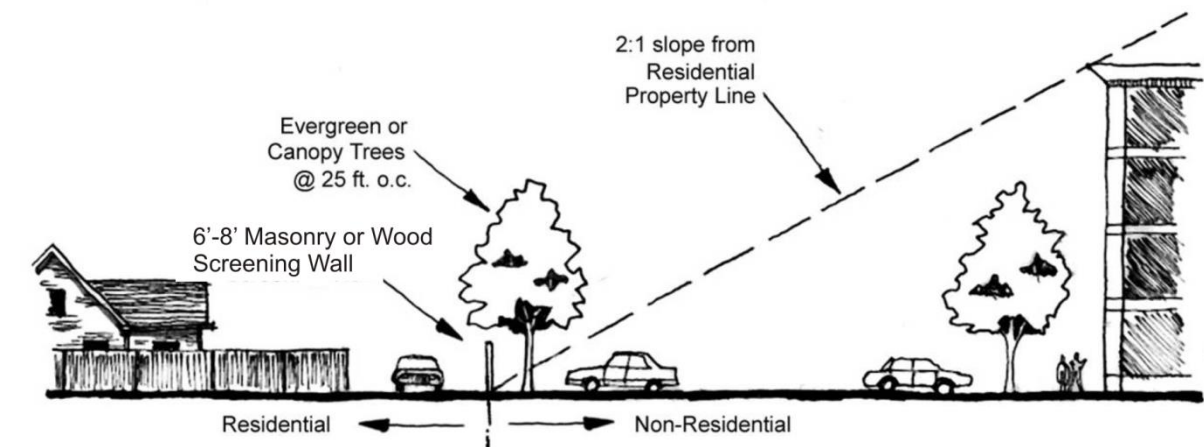 2:1 slope from
Residential
Property Line
Evergreen or
Canopy Trees
@ 25 ft. o.c.
6’-8’ Masonry or Wood
Screening Wall
Residential
Non-Residential